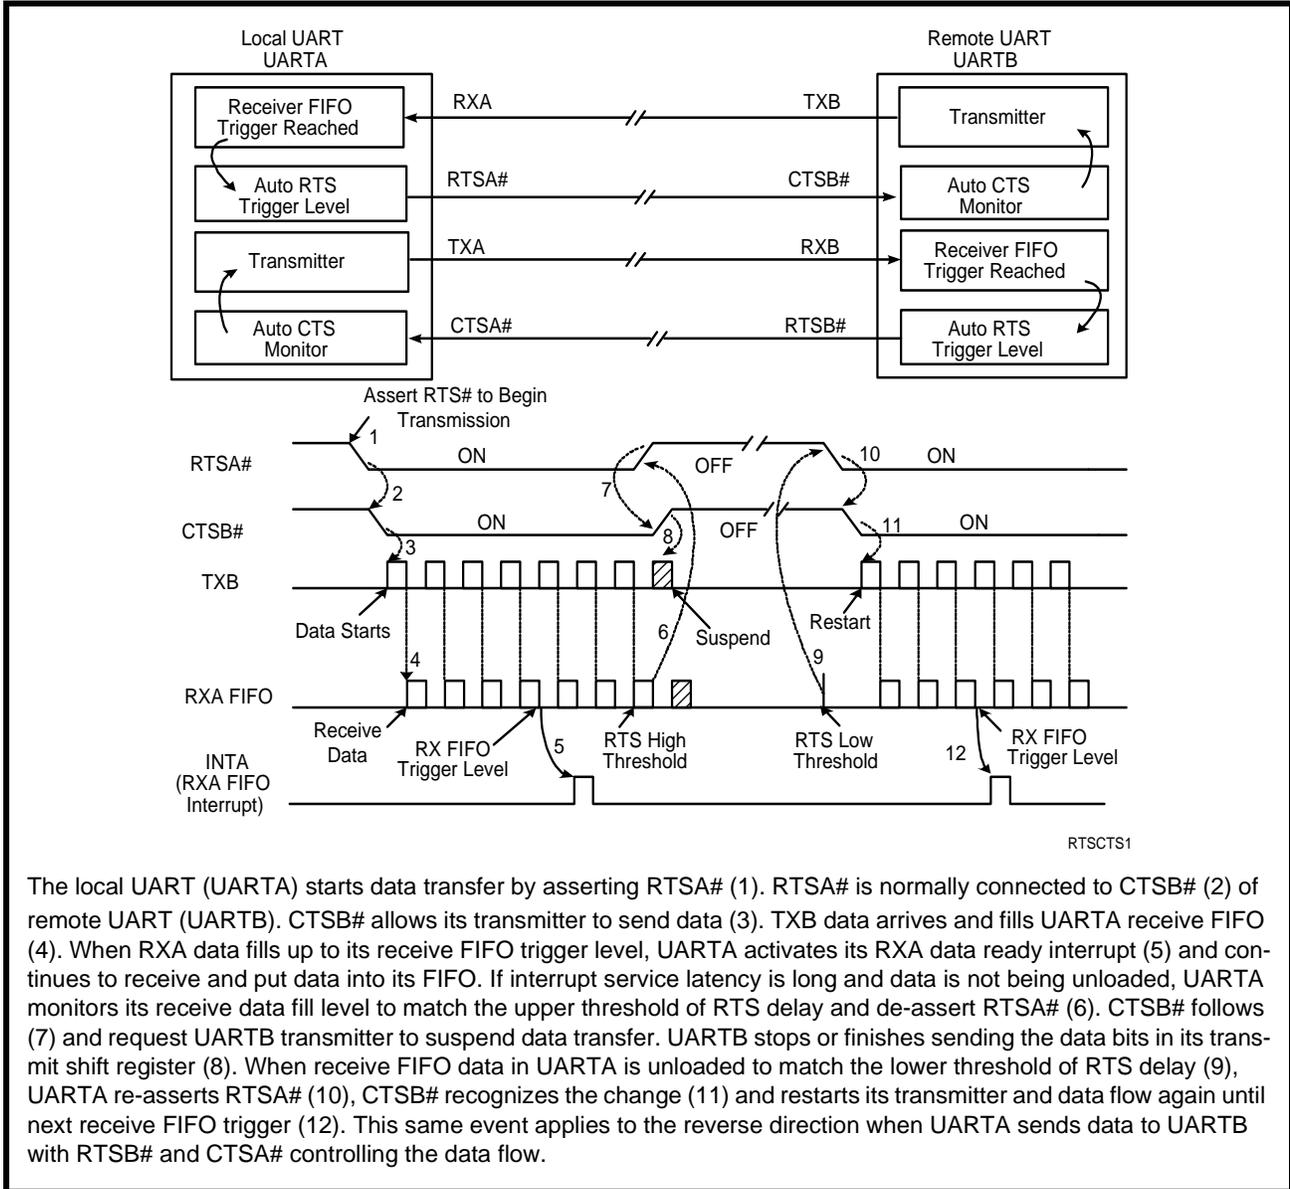 Local UART
UARTA
Remote UART
UARTB
Receiver FIFO
Trigger Reached
RXA
TXB
Transmitter
Auto RTS
Trigger Level
RTSA#
CTSB#
Auto CTS
Monitor
Transmitter
TXA
RXB
Receiver FIFO
Trigger Reached
Auto CTS
Monitor
CTSA#
RTSB#
Auto RTS
Trigger Level
Assert RTS# to Begin
Transmission
RTSA#
1
ON
7
OFF
10
ON
2
CTSB#
ON
8
OFF
11
ON
3
TXB
Data Starts
6
Suspend
Restart
4
9
RXA FIFO
Receive
Data
RX FIFO
Trigger Level
5
RTS High
Threshold
RTS Low
Threshold
12
RX FIFO
Trigger Level
INTA
(RXA FIFO
Interrupt)
RTSCTS1
The local UART (UARTA) starts data transfer by asserting RTSA# (1). RTSA# is normally connected to CTSB# (2) of
remote UART (UARTB). CTSB# allows its transmitter to send data (3). TXB data arrives and fills UARTA receive FIFO
(4). When RXA data fills up to its receive FIFO trigger level, UARTA activates its RXA data ready interrupt (5) and con-
tinues to receive and put data into its FIFO. If interrupt service latency is long and data is not being unloaded, UARTA
monitors its receive data fill level to match the upper threshold of RTS delay and de-assert RTSA# (6). CTSB# follows
(7) and request UARTB transmitter to suspend data transfer. UARTB stops or finishes sending the data bits in its trans-
mit shift register (8). When receive FIFO data in UARTA is unloaded to match the lower threshold of RTS delay (9),
UARTA re-asserts RTSA# (10), CTSB# recognizes the change (11) and restarts its transmitter and data flow again until
next receive FIFO trigger (12). This same event applies to the reverse direction when UARTA sends data to UARTB
with RTSB# and CTSA# controlling the data flow.